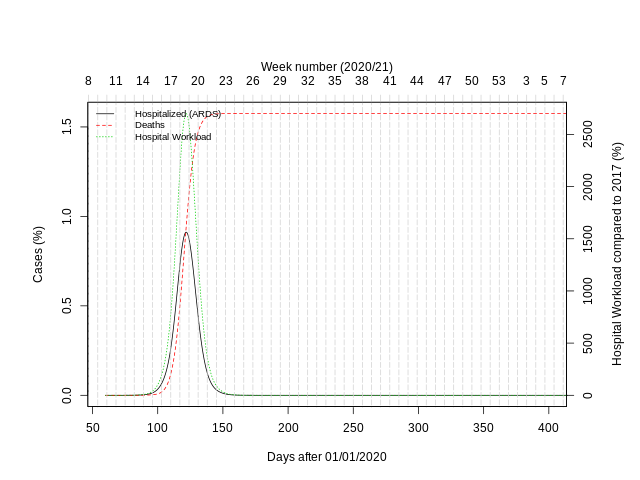 Week number (2020/21)
8 11 14 17 20 23 26 29 32 35 38 41 44 47 50 53 3 5 7
Hospitalized (ARDS)
Deaths
Hospital Workload
Cases (%)
0.0 0.5 1.0 1.5
Hospital Workload compared to 2017 (%)
0 500 1000 1500 2000 2500
50 100 150 200 250 300 350 400
Days after 01/01/2020